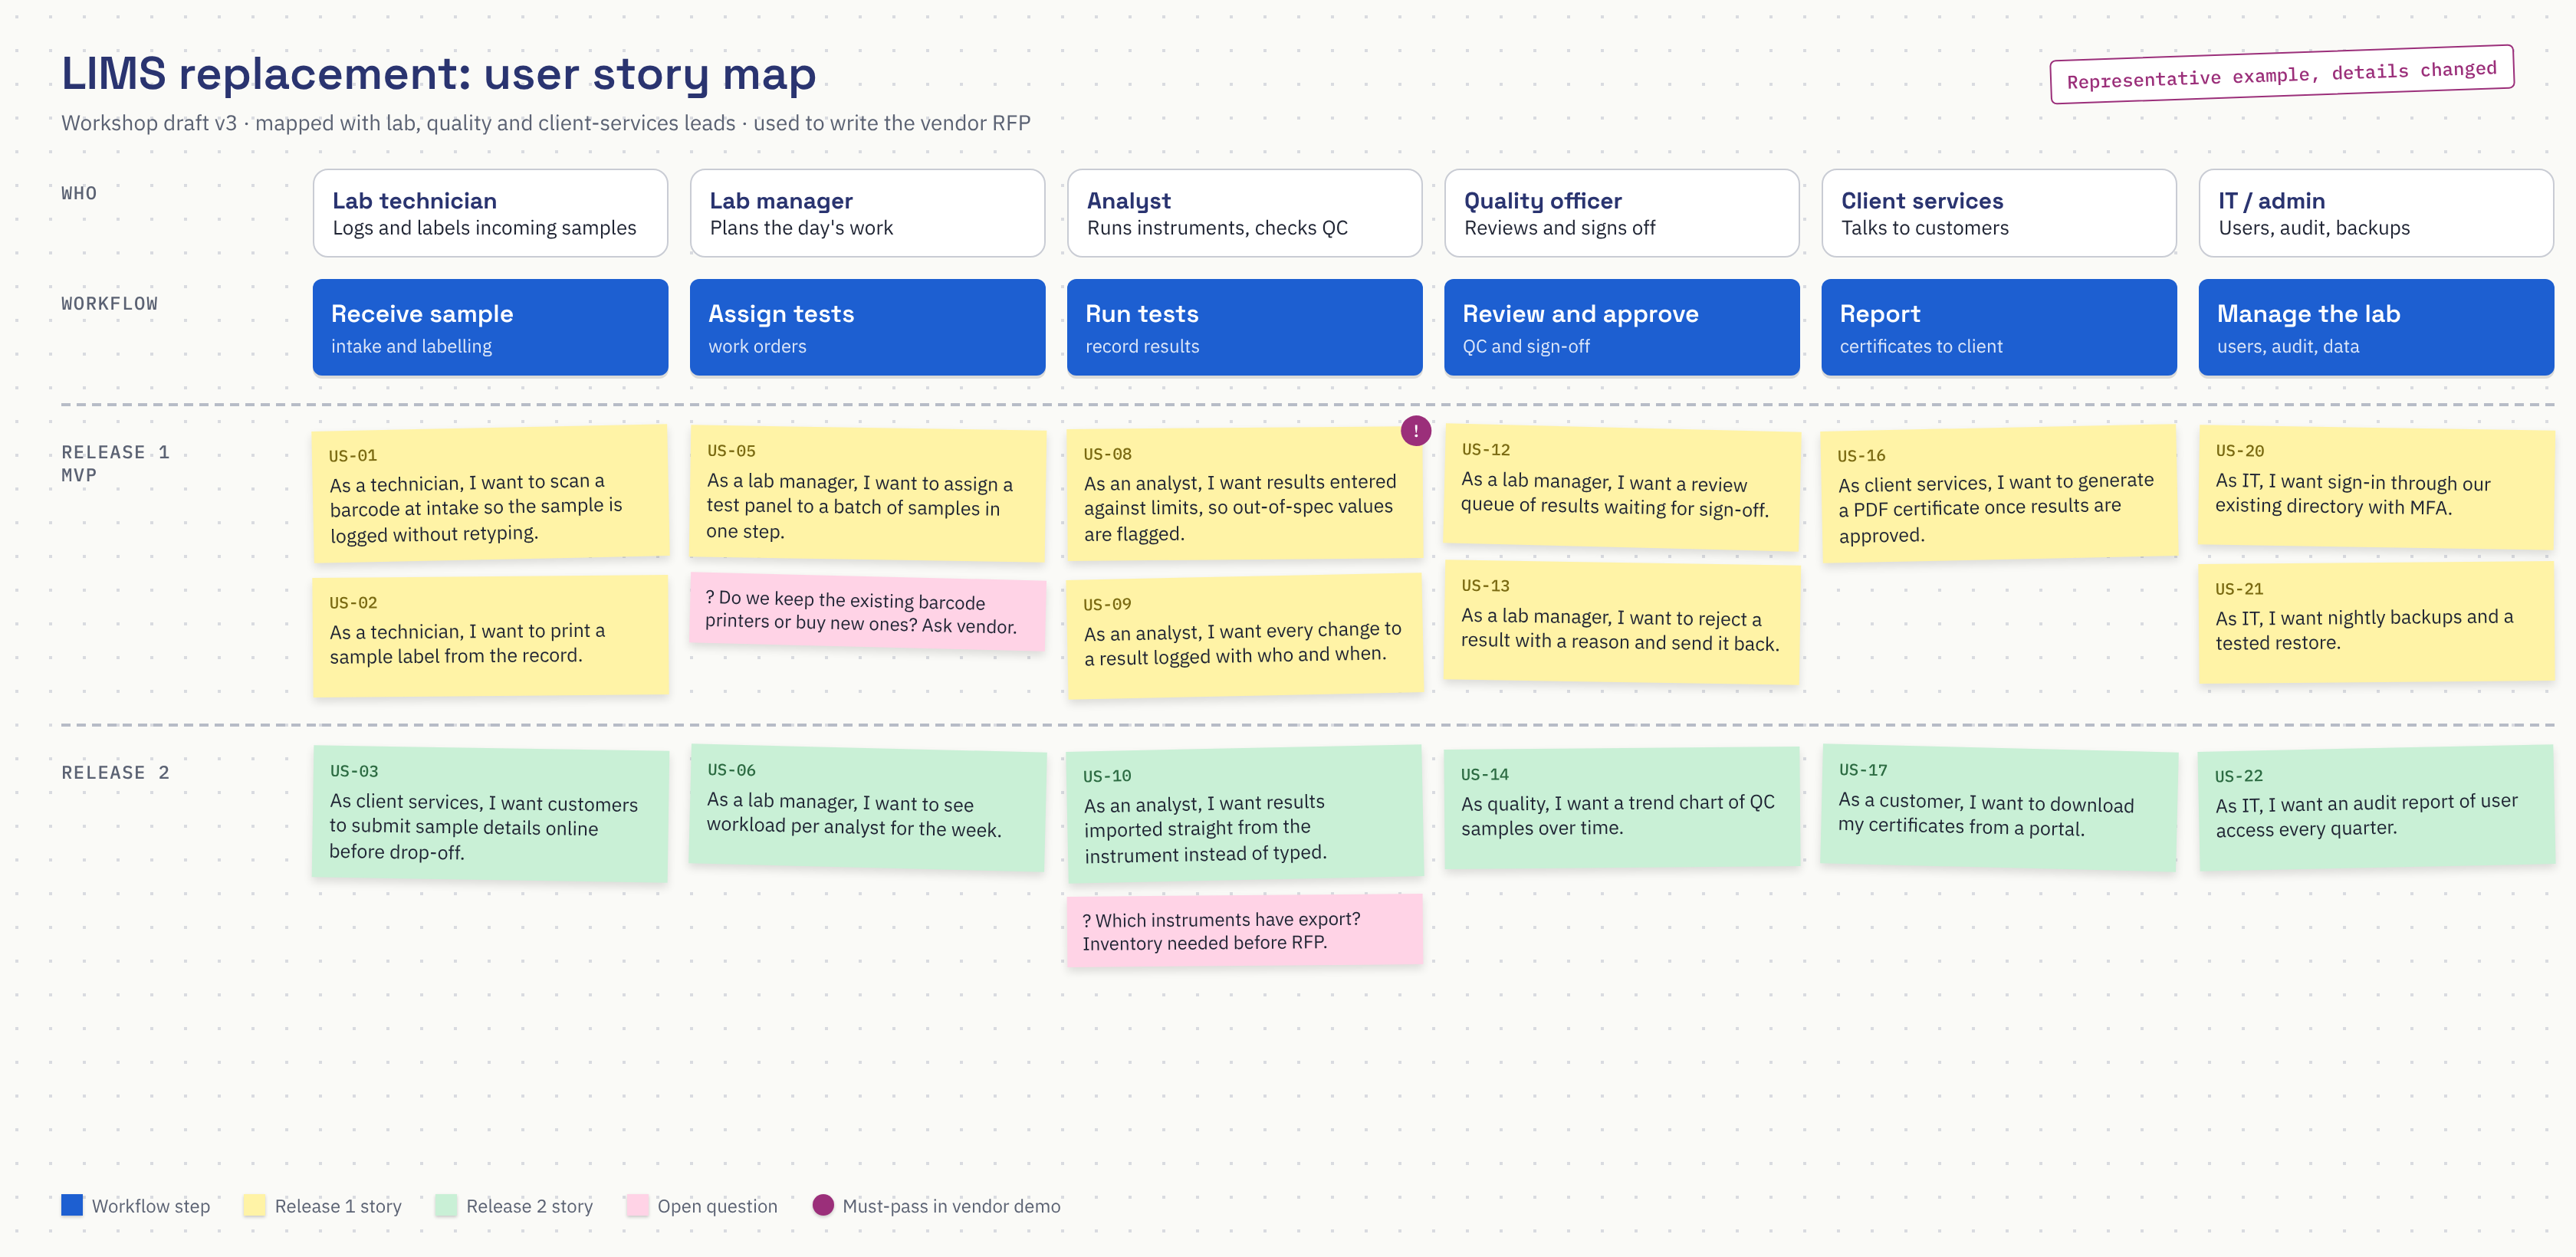 LIMS replacement: user story map
Representative example, details changed
Workshop draft v3 · mapped with lab, quality and client-services leads · used to write the vendor RFP
WHO
Lab technician
Logs and labels incoming samples
Lab manager
Plans the day's work
Analyst
Runs instruments, checks QC
Quality officer
Reviews and signs off
Client services
Talks to customers
IT / admin
Users, audit, backups
WORKFLOW
Receive sample
intake and labelling
Assign tests
work orders
Run tests
record results
Review and approve
QC and sign-off
Report
certificates to client
Manage the lab
users, audit, data
RELEASE 1
MVP
US-01
As a technician, I want to scan a
barcode at intake so the sample is
logged without retyping.
US-02
As a technician, I want to print a
sample label from the record.
US-05
As a lab manager, I want to assign a
test panel to a batch of samples in
one step.
? Do we keep the existing barcode
printers or buy new ones? Ask vendor.
!
US-08
As an analyst, I want results entered
against limits, so out-of-spec values
are flagged.
US-09
As an analyst, I want every change to
a result logged with who and when.
US-12
As a lab manager, I want a review
queue of results waiting for sign-off.
US-13
As a lab manager, I want to reject a
result with a reason and send it back.
US-16
As client services, I want to generate
a PDF certificate once results are
approved.
US-20
As IT, I want sign-in through our
existing directory with MFA.
US-21
As IT, I want nightly backups and a
tested restore.
RELEASE 2
US-03
As client services, I want customers
to submit sample details online
before drop-off.
US-06
As a lab manager, I want to see
workload per analyst for the week.
US-10
As an analyst, I want results
imported straight from the
instrument instead of typed.
? Which instruments have export?
Inventory needed before RFP.
US-14
As quality, I want a trend chart of QC
samples over time.
US-17
As a customer, I want to download
my certificates from a portal.
US-22
As IT, I want an audit report of user
access every quarter.
Workflow step
Release 1 story
Release 2 story
Open question
Must-pass in vendor demo